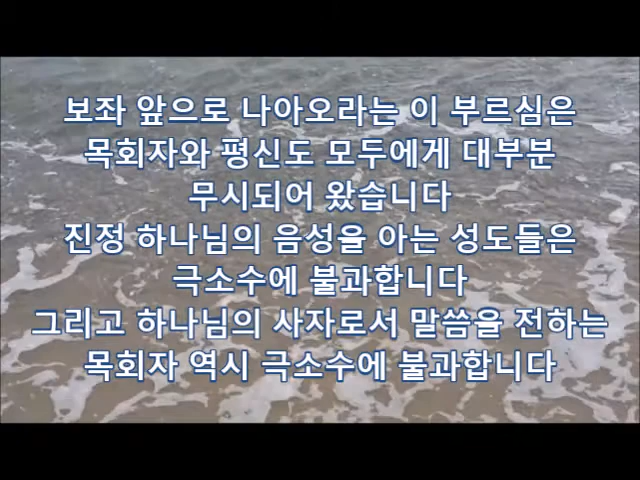 보좌 앞으로 나아오라는 이 부르심은
목회자와 평신도 모두에게 대부분
무시되어 왔습니다
진정 하나님의 음성을 아는 성도들은
극소수에 불과합니다
그리고 하나님의 사자로서 말씀을 전하는
목회자 역시 극소수에 불과합니다